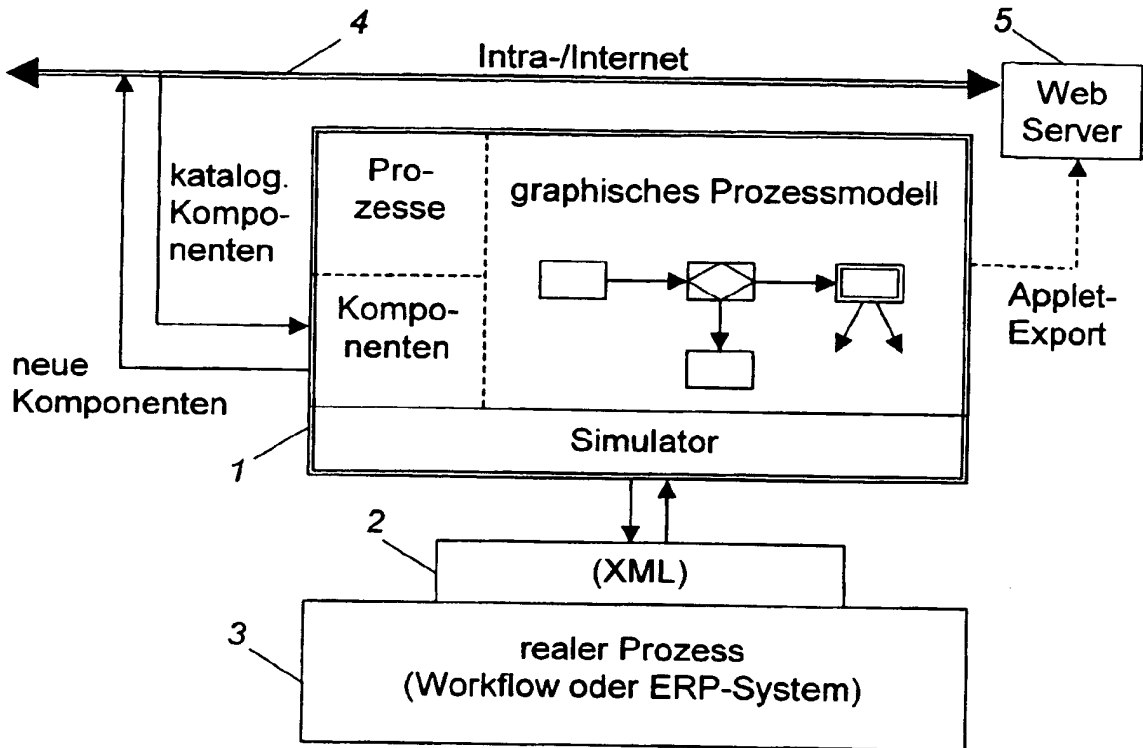 4
5
Intra-/Internet
Web
Server
katalog.
Kompo-
nenten
Pro-
zesse
graphisches Prozessmodell
Kompo-
nenten
Applet-
Export
neue
Komponenten
1
Simulator
2
(XML)
3
realer Prozess
(Workflow oder ERP-System)